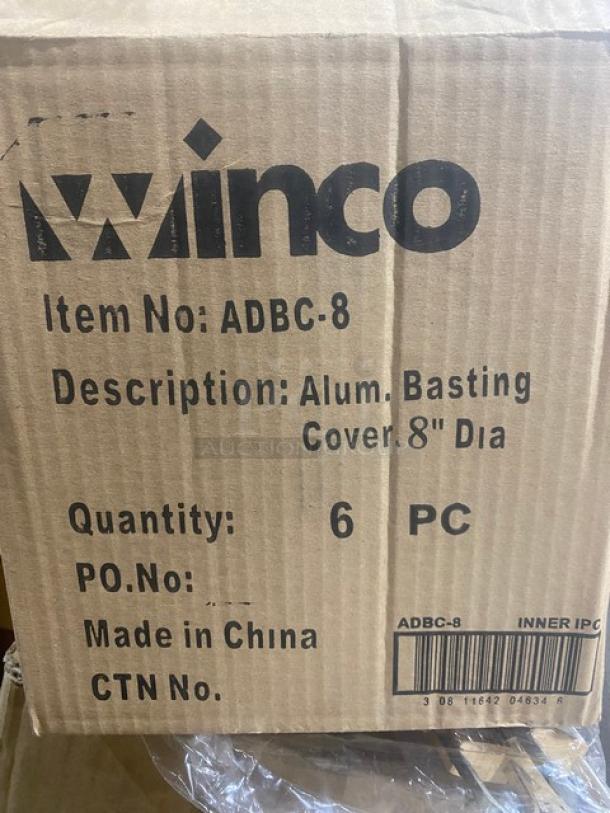 Winco
Item No: ADBC-8
Description: Alum. Basting
Cover. 8" Dia
Quantity: 6 PC
PO.No:
Made in China
CTN No.
ADBC-8 INNER IPC
3 08 11642 04634 6